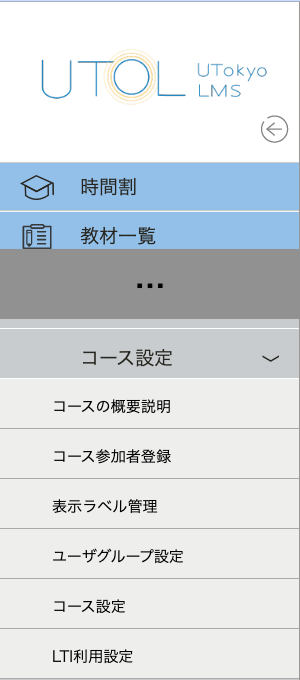 UTOL UTokyo
LMS
時間割
教材一覧
...
コース設定
コースの概要説明
コース参加者登録
表示ラベル管理
ユーザグループ設定
コース設定
LTI利用設定